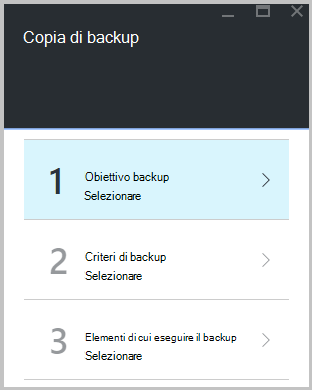 Copia di backup
1
Obiettivo backup
Selezionare
2
Criteri di backup
Selezionare
3
Elementi di cui eseguire il backup
Selezionare